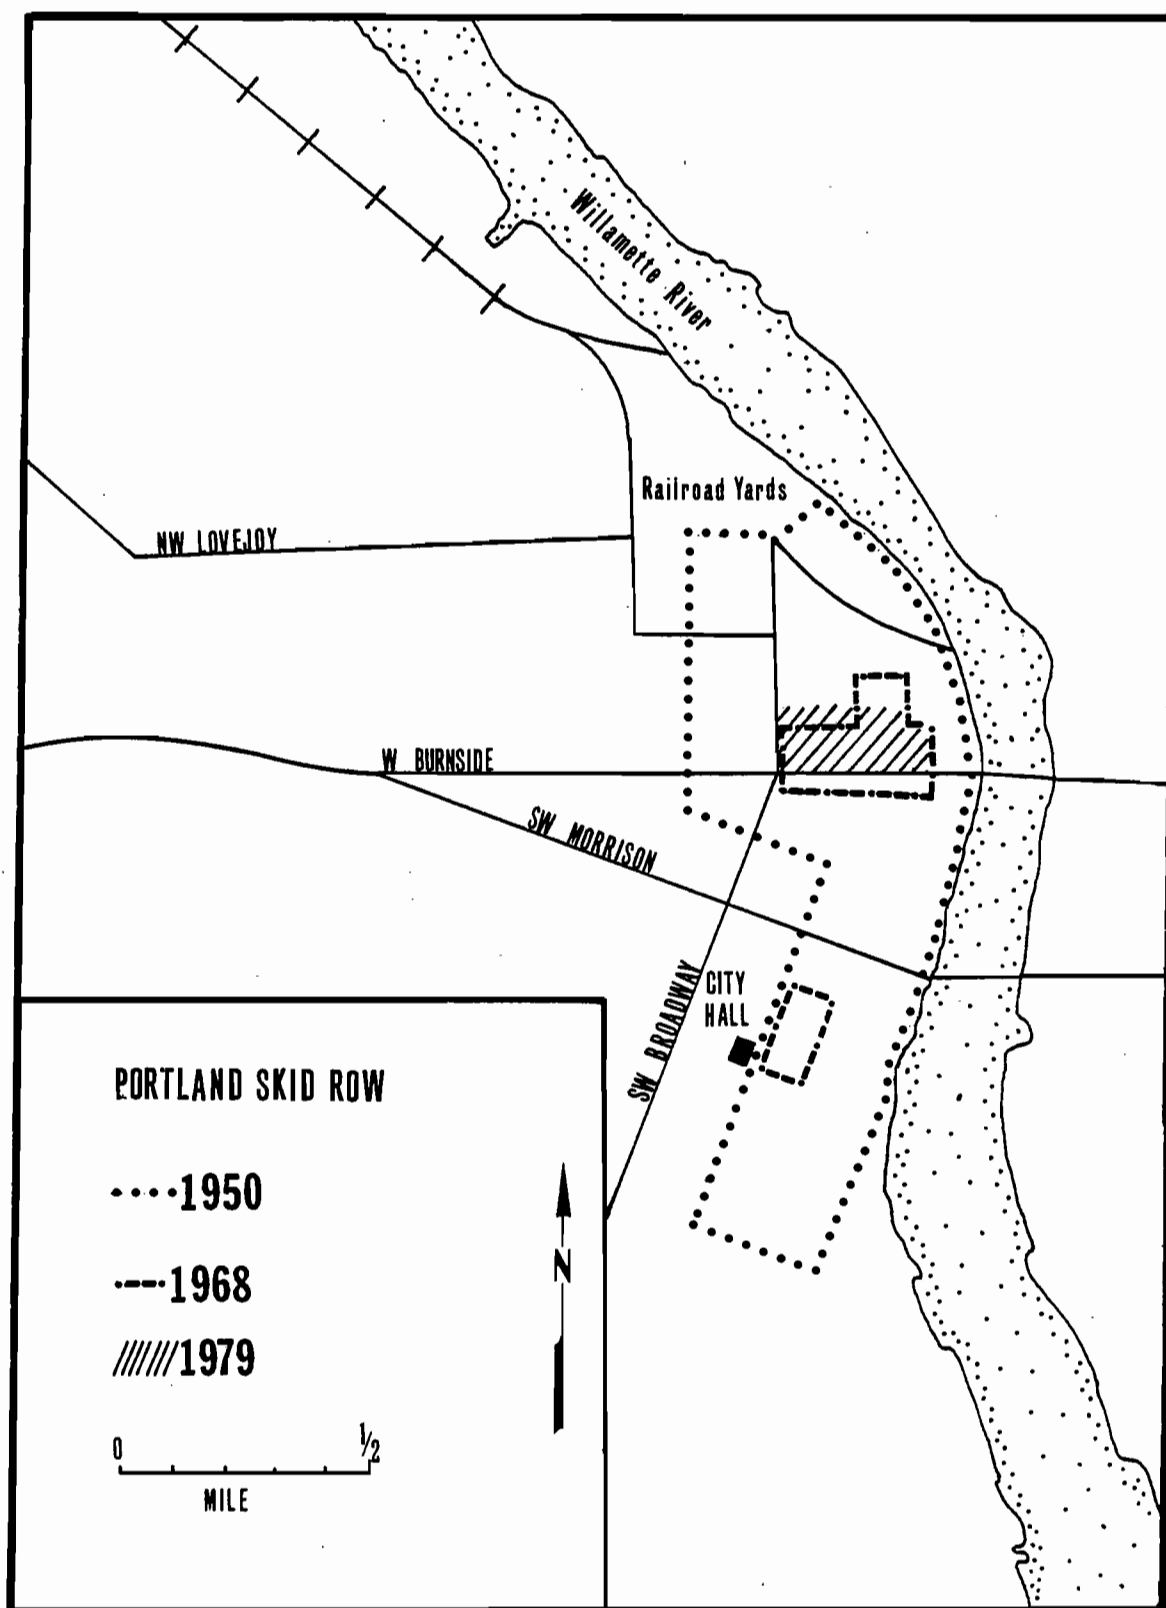 Willamette River
Railroad Yards
NW LOVEJOY
W BURNSIDE
SW MORRISON
SW BROADWAY
CITY
HALL
PORTLAND SKID ROW
1950
1968
1979
N
0 1/2
MILE